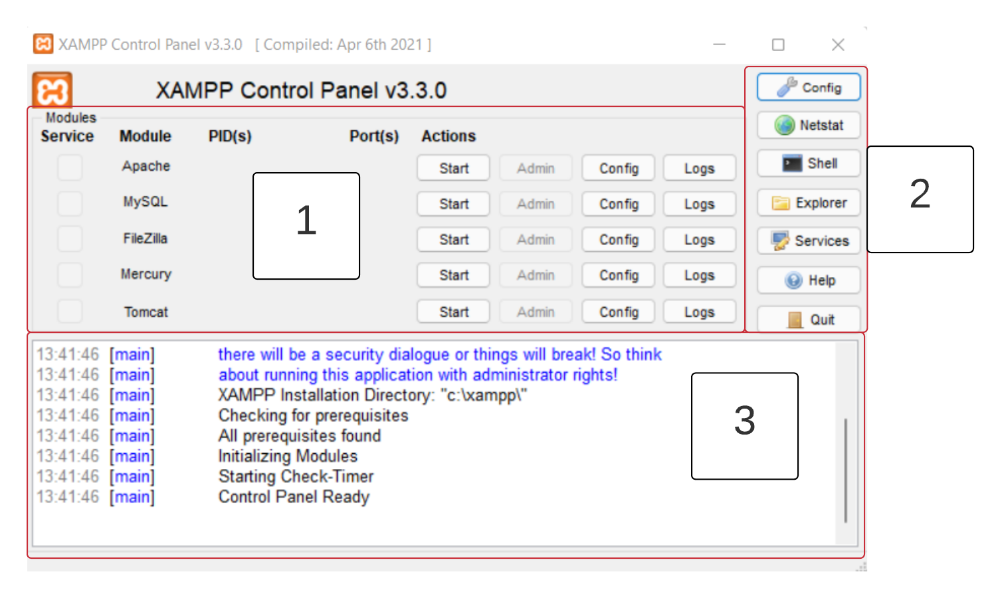 XAMPP Control Panel v3.3.0 [ Compiled: Apr 6th 2021 ]
XAMPP Control Panel v3.3.0
Modules
Service Module PID(s) Port(s) Actions
Apache Start Admin Config Logs
MySQL Start Admin Config Logs
FileZilla Start Admin Config Logs
Mercury Start Admin Config Logs
Tomcat Start Admin Config Logs
1
Config
Netstat
Shell
Explorer
Services
Help
Quit
2
13:41:46 [main] there will be a security dialogue or things will break! So think
13:41:46 [main] about running this application with administrator rights!
13:41:46 [main] XAMPP Installation Directory: "c:\xampp\"
13:41:46 [main] Checking for prerequisites
13:41:46 [main] All prerequisites found
13:41:46 [main] Initializing Modules
13:41:46 [main] Starting Check-Timer
13:41:46 [main] Control Panel Ready
3